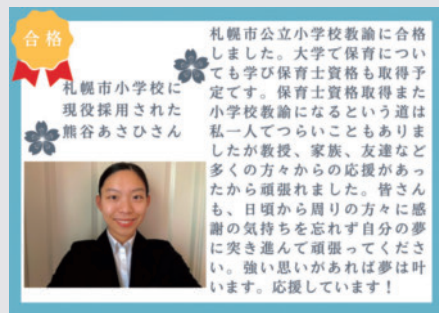 合格
札幌市小学校に
現役採用された
熊谷あさひさん
札幌市公立小学校教諭に合格
しました。大学で保育につい
ても学び保育士資格も取得予
定です。保育士資格取得また
小学校教諭になるという道は
私一人でつらいこともありま
したが教授、家族、友達など
多くの方々からの応援があっ
たから頑張れました。皆さん
も、日頃から周りの方々に感
謝の気持ちを忘れず自分の夢
に突き進んで頑張ってくださ
い。強い思いがあれば夢は叶
います。応援しています！